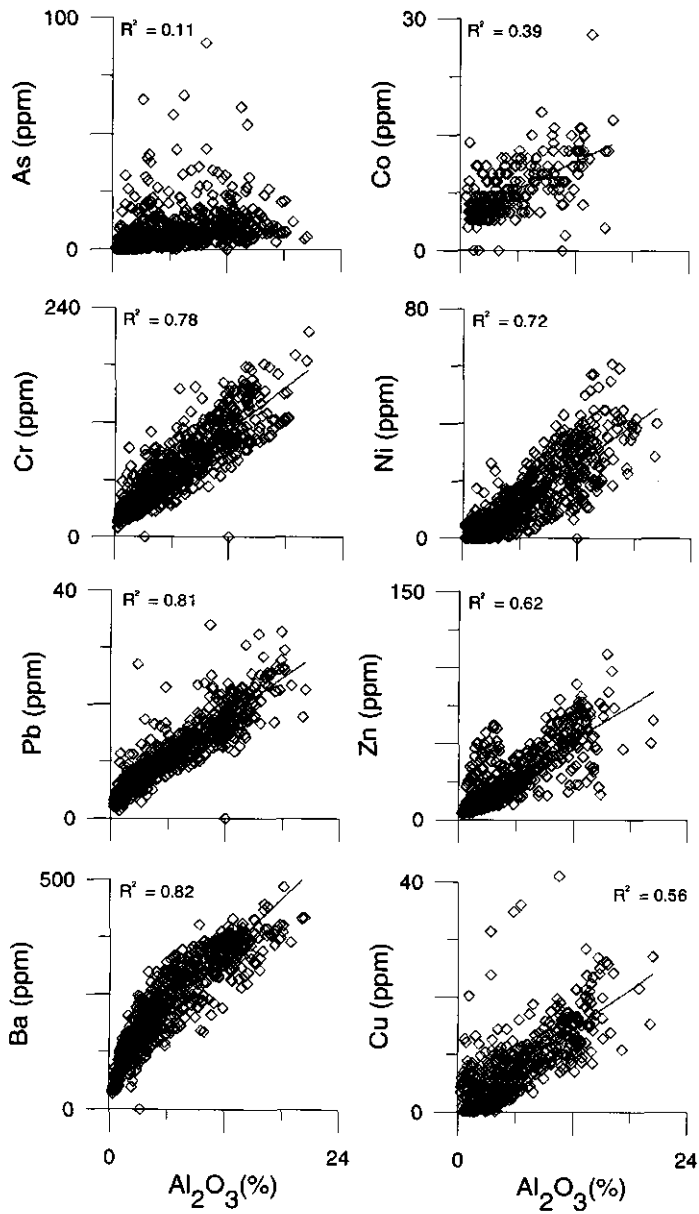 100
R² = 0.11
As (ppm)
0
30
R² = 0.39
Co (ppm)
0
240
R² = 0.78
Cr (ppm)
0
80
R² = 0.72
Ni (ppm)
0
40
R² = 0.81
Pb (ppm)
0
150
R² = 0.62
Zn (ppm)
0
500
R² = 0.82
Ba (ppm)
0
0 24
Al₂O₃(%)
40
R² = 0.56
Cu (ppm)
0
0 24
Al₂O₃(%)